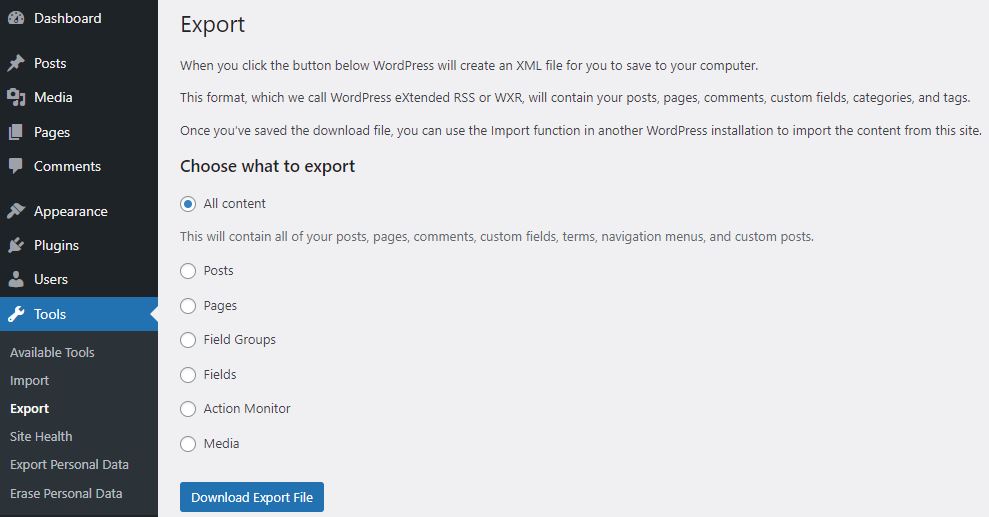 Dashboard
Posts
Media
Pages
Comments
Appearance
Plugins
Users
Tools
Available Tools
Import
Export
Site Health
Export Personal Data
Erase Personal Data
Export
When you click the button below WordPress will create an XML file for you to save to your computer.
This format, which we call WordPress eXtended RSS or WXR, will contain your posts, pages, comments, custom fields, categories, and tags.
Once you've saved the download file, you can use the Import function in another WordPress installation to import the content from this site.
Choose what to export
All content
This will contain all of your posts, pages, comments, custom fields, terms, navigation menus, and custom posts.
Posts
Pages
Field Groups
Fields
Action Monitor
Media
Download Export File